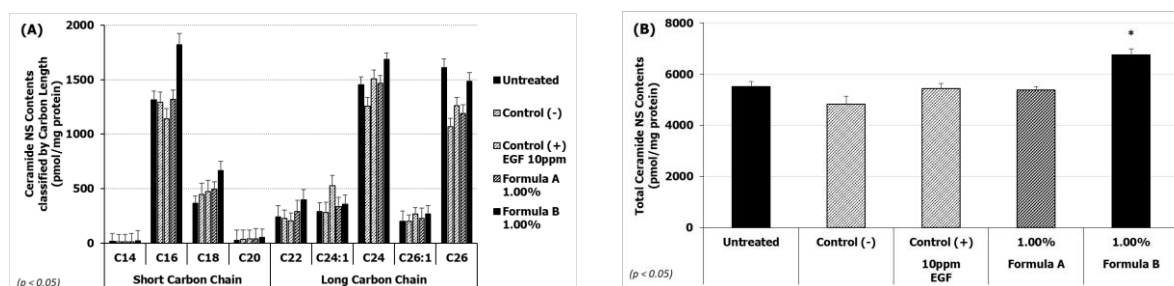 (A)
Ceramide NS Contents
classified by Carbon Length
(pmol/mg protein)
2000
1500
1000
500
0
C14 C16 C18 C20 C22 C24:1 C24 C26:1 C26
Short Carbon Chain Long Carbon Chain
(p < 0.05)
Untreated
Control (-)
Control (+)
EGF 10ppm
Formula A
1.00%
Formula B
1.00%
(B)
Total Ceramide NS Contents
(pmol/mg protein)
8000
6000
4000
2000
0
*
Untreated Control (-) Control (+) 1.00% 1.00%
10ppm Formula A Formula B
EGF
(p < 0.05)